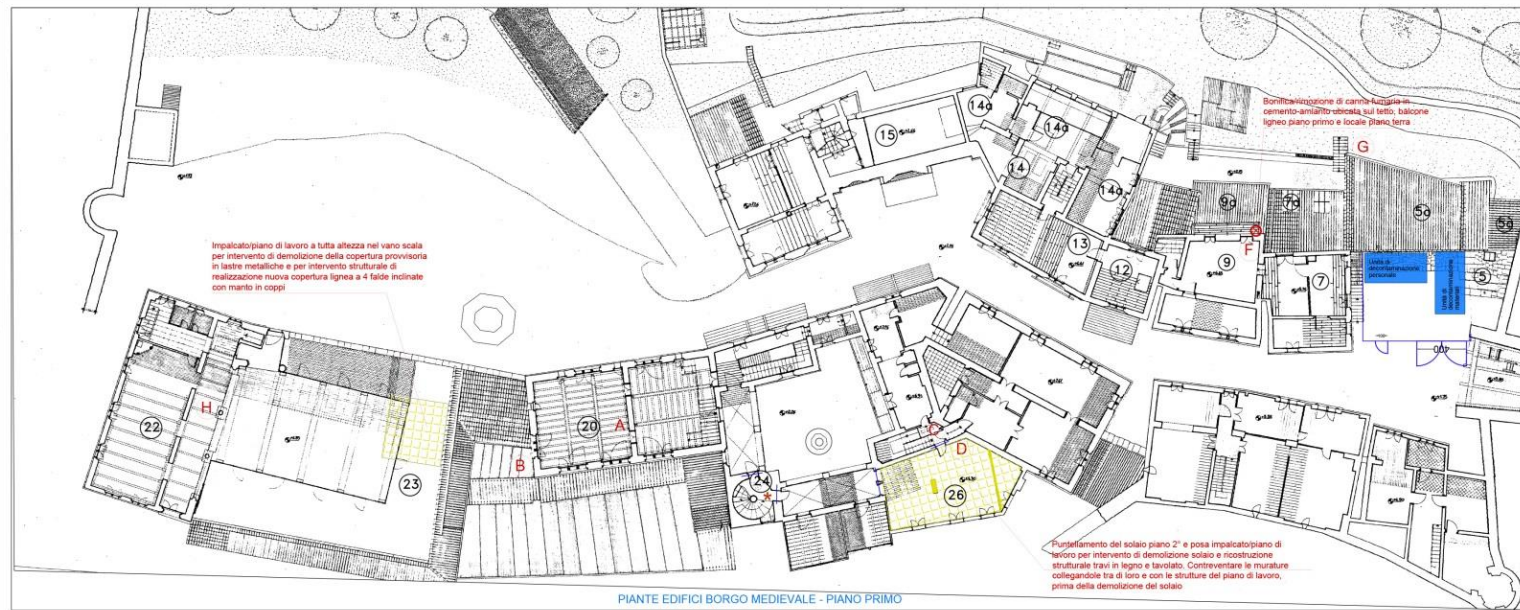 Bonifica/rimozione di canna fumaria in
cemento-amianto ubicata sul tetto, balcone
ligneo piano primo e locale piano terra
G
14a
15
14a
14
14a
9a
7a
5a
5a
F
13
12
9
7
5
Unità di
decontaminazione
personale
Unità di
decontaminazione
materiali
400
Impalcato/piano di lavoro a tutta altezza nel vano scala
per intervento di demolizione della copertura provvisoria
in lastre metalliche e per intervento strutturale di
realizzazione nuova copertura lignea a 4 falde inclinate
con manto in coppi
H
22
23
B
20
A
24
*
C
D
26
Puntellamento del solaio piano 2° e posa impalcato/piano di
lavoro per intervento di demolizione solaio e ricostruzione
strutturale travi in legno e tavolato. Controventare le murature
collegandole tra di loro e con le strutture del piano di lavoro,
prima della demolizione del solaio
PIANTE EDIFICI BORGO MEDIEVALE - PIANO PRIMO